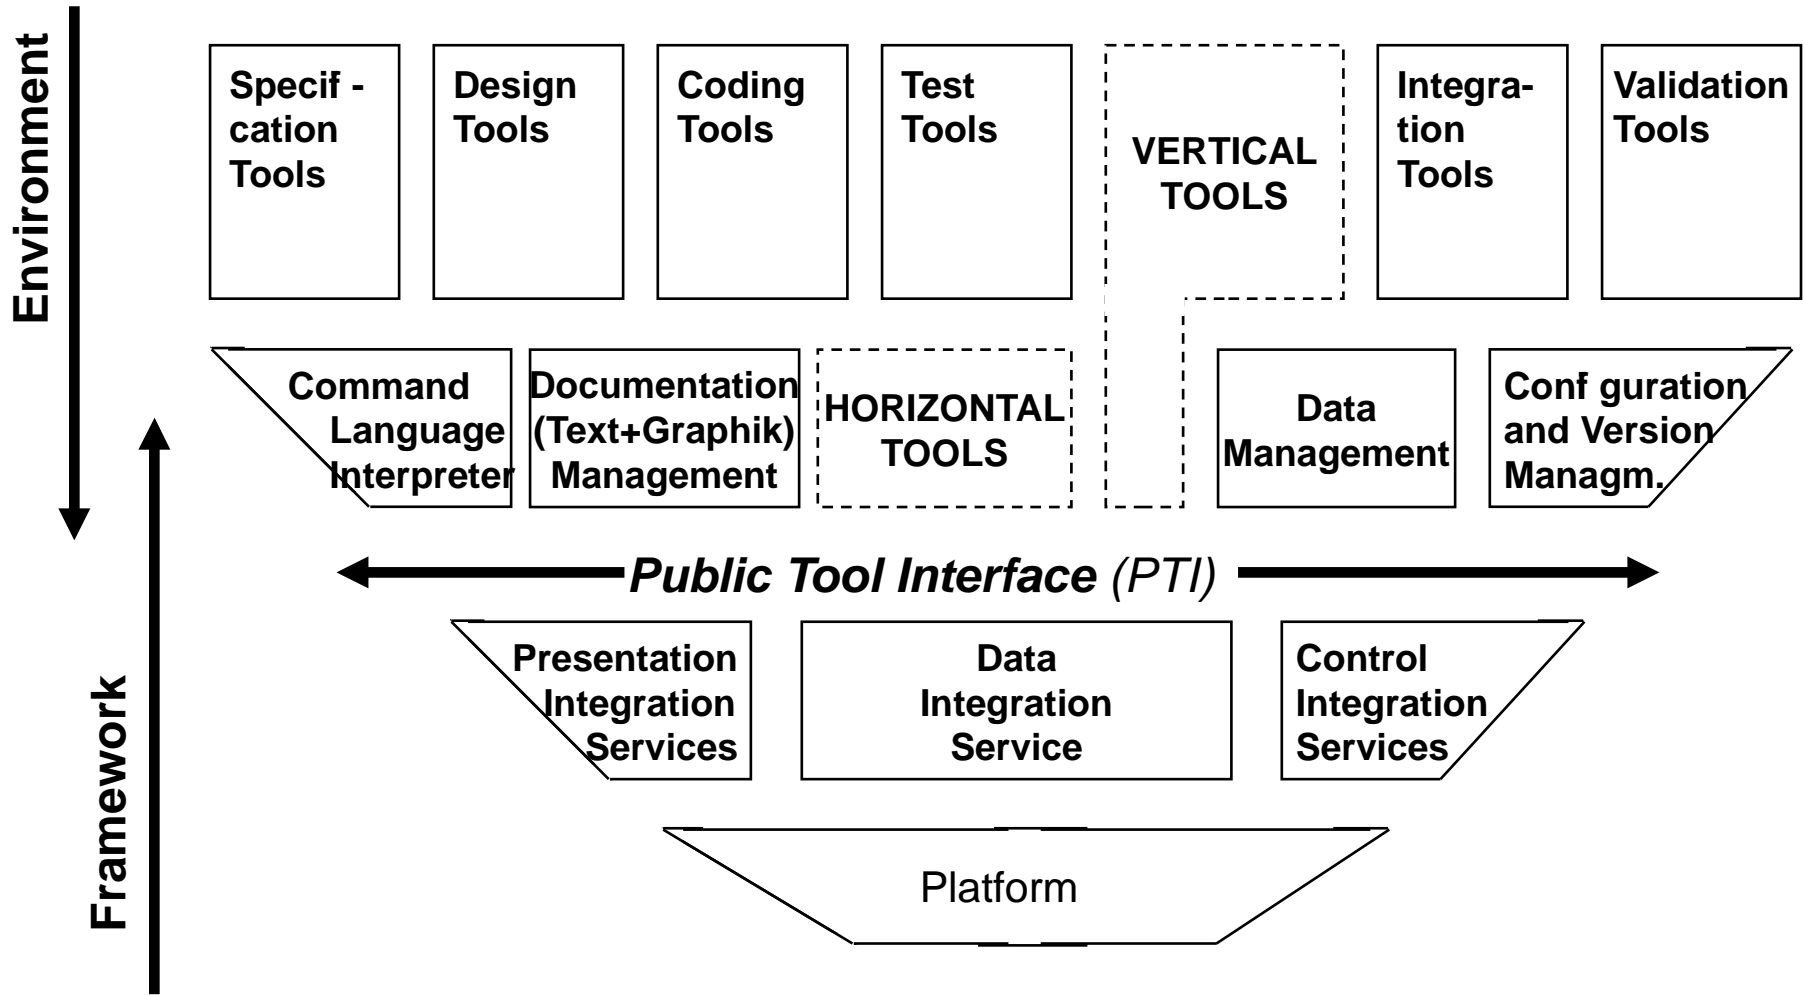 Environment
Specif -
cation
Tools
Design
Tools
Coding
Tools
Test
Tools
VERTICAL
TOOLS
Integra-
tion
Tools
Validation
Tools
Command
Language
Interpreter
Documentation
(Text+Graphik)
Management
HORIZONTAL
TOOLS
Data
Management
Conf guration
and Version
Managm.
Public Tool Interface (PTI)
Framework
Presentation
Integration
Services
Data
Integration
Service
Control
Integration
Services
Platform